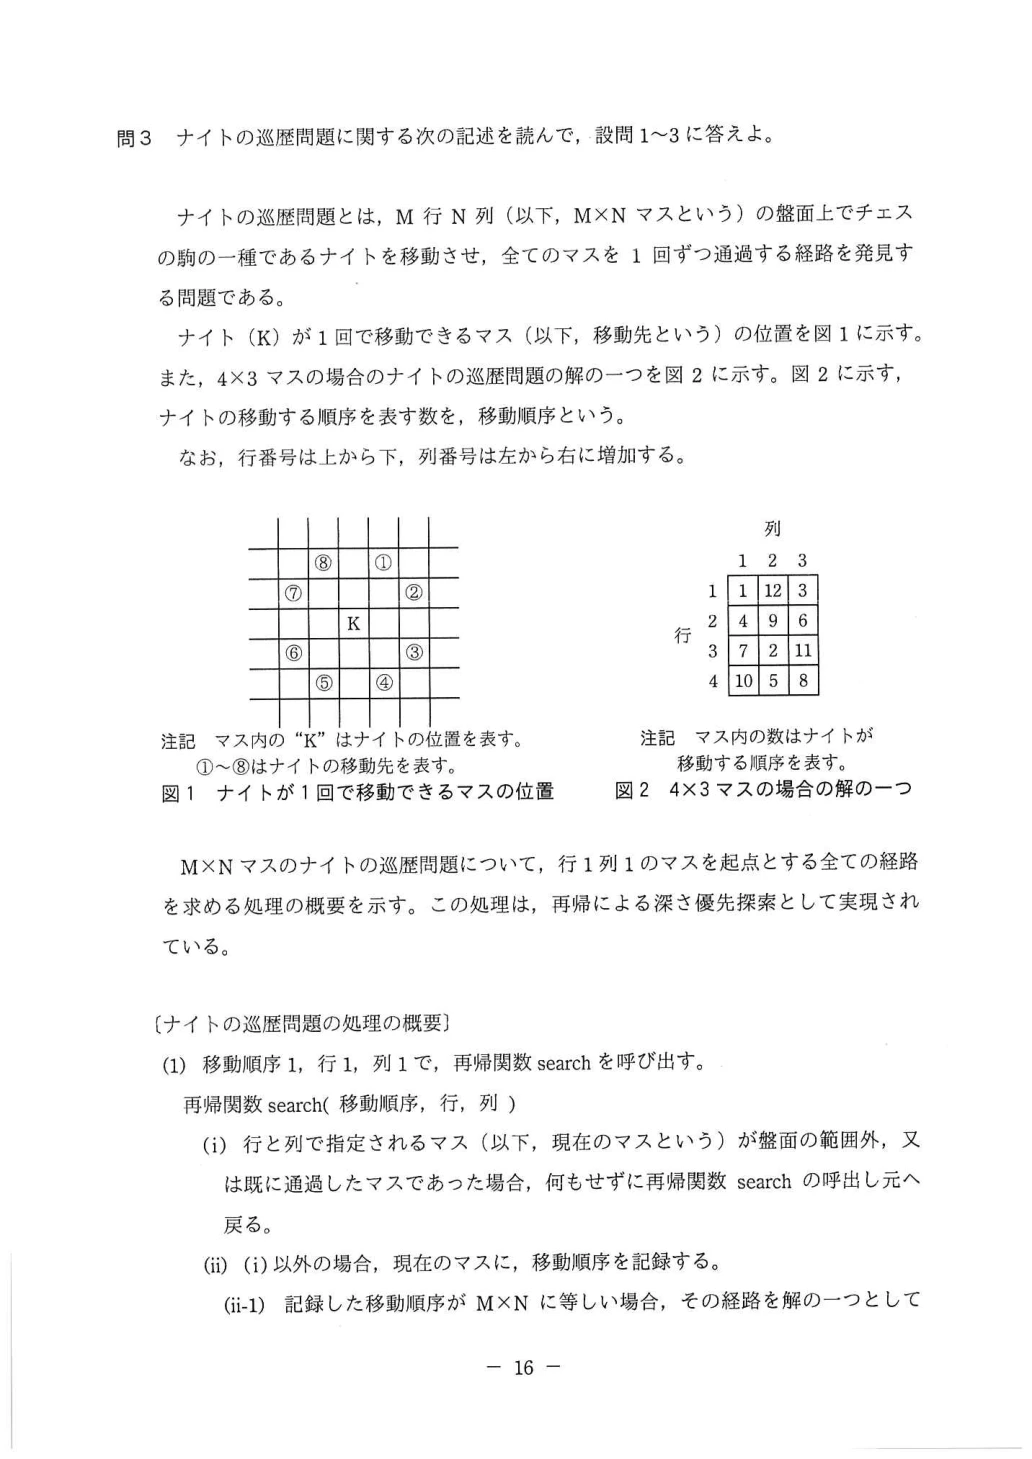 問3 ナイトの巡歴問題に関する次の記述を読んで，設問1～3に答えよ。
ナイトの巡歴問題とは，M 行 N 列（以下，M×N マスという）の盤面上でチェス
の駒の一種であるナイトを移動させ，全てのマスを 1 回ずつ通過する経路を発見す
る問題である。
ナイト（K）が1回で移動できるマス（以下，移動先という）の位置を図1に示す。
また，4×3 マスの場合のナイトの巡歴問題の解の一つを図 2 に示す。図 2 に示す，
ナイトの移動する順序を表す数を，移動順序という。
なお，行番号は上から下，列番号は左から右に増加する。
⑧ ①
⑦ ②
K
⑥ ③
⑤ ④
注記 マス内の“K”はナイトの位置を表す。
①～⑧はナイトの移動先を表す。
図1 ナイトが1回で移動できるマスの位置
列
1 2 3
1 1 12 3
2 4 9 6
行
3 7 2 11
4 10 5 8
注記 マス内の数はナイトが
移動する順序を表す。
図2 4×3マスの場合の解の一つ
M×Nマスのナイトの巡歴問題について，行1列1のマスを起点とする全ての経路
を求める処理の概要を示す。この処理は，再帰による深さ優先探索として実現され
ている。
〔ナイトの巡歴問題の処理の概要〕
(1) 移動順序1，行1，列1で，再帰関数 search を呼び出す。
再帰関数 search( 移動順序，行，列 )
(i) 行と列で指定されるマス（以下，現在のマスという）が盤面の範囲外，又
は既に通過したマスであった場合，何もせずに再帰関数 search の呼出し元へ
戻る。
(ii) (i)以外の場合，現在のマスに，移動順序を記録する。
(ii-1) 記録した移動順序が M×N に等しい場合，その経路を解の一つとして
― 16 ―